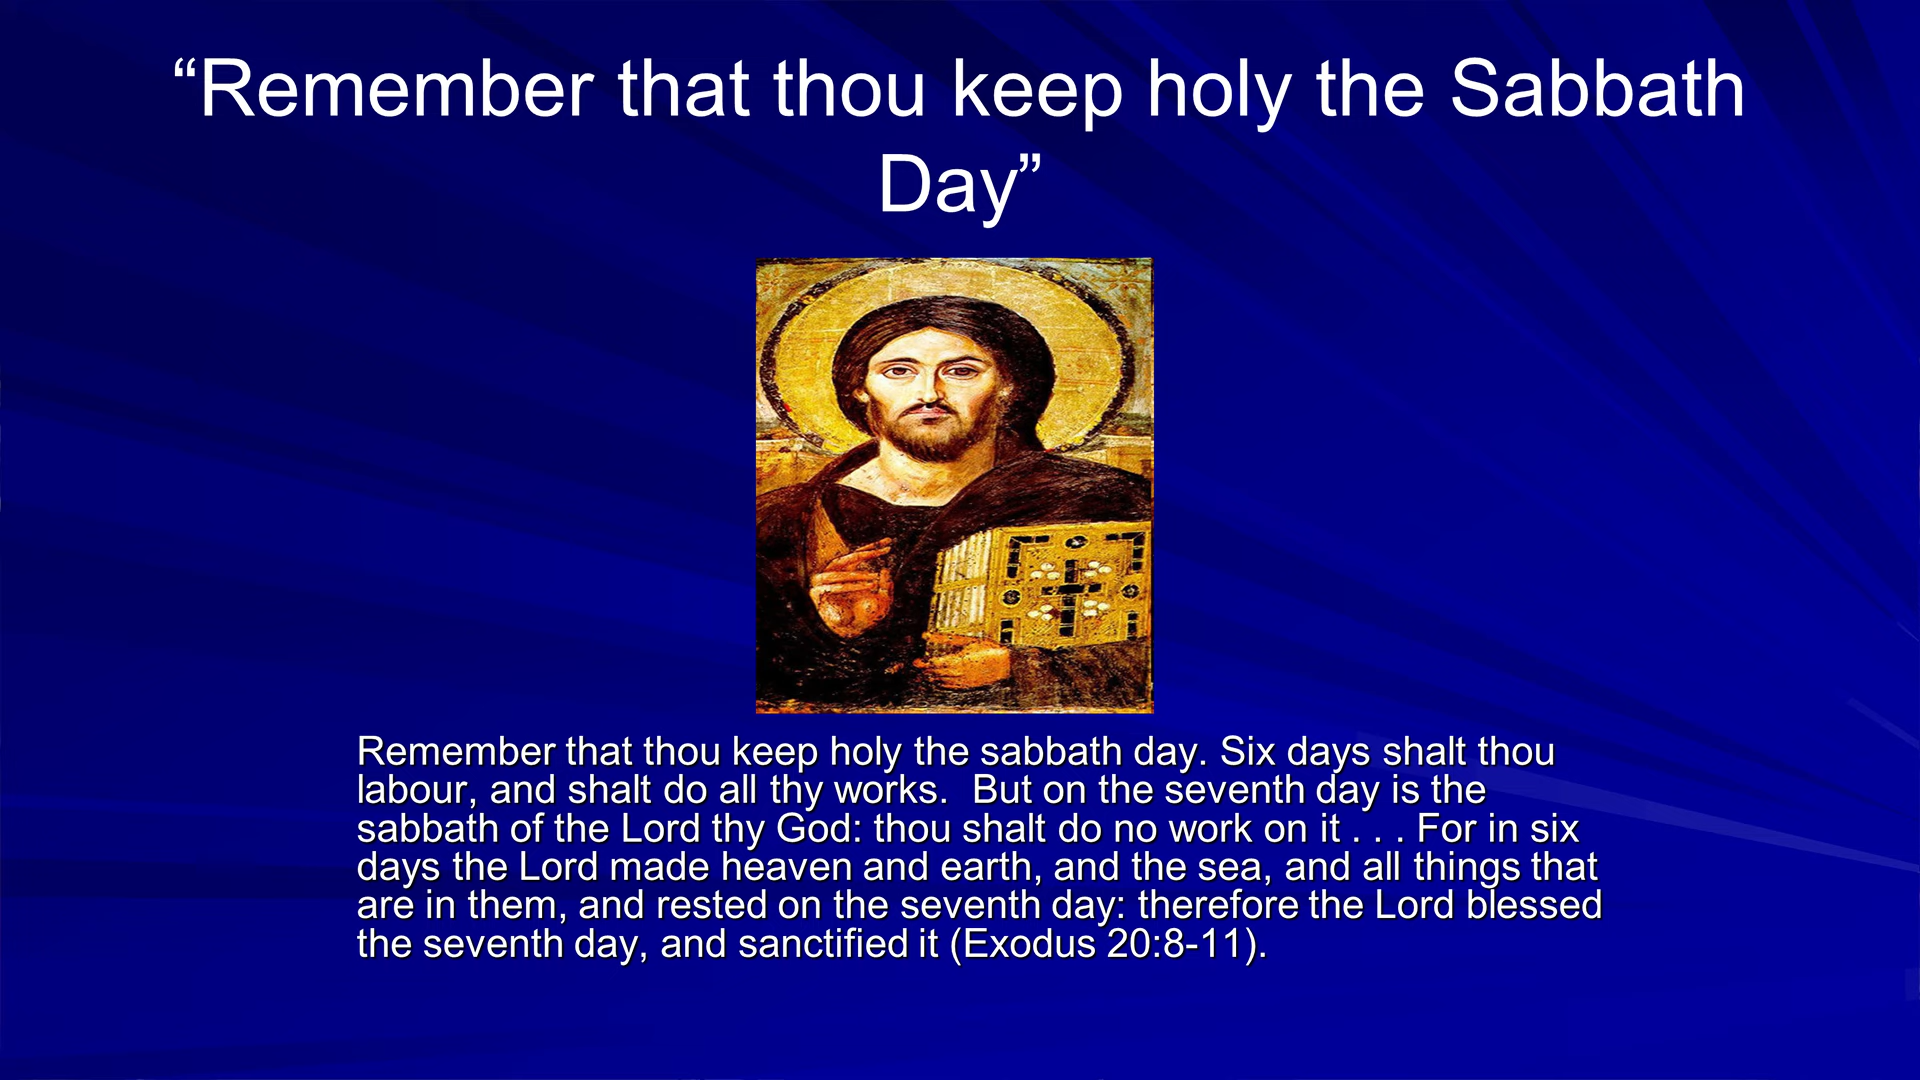 “Remember that thou keep holy the Sabbath
Day”
Remember that thou keep holy the sabbath day. Six days shalt thou
labour, and shalt do all thy works.  But on the seventh day is the
sabbath of the Lord thy God: thou shalt do no work on it . . . For in six
days the Lord made heaven and earth, and the sea, and all things that
are in them, and rested on the seventh day: therefore the Lord blessed
the seventh day, and sanctified it (Exodus 20:8-11).